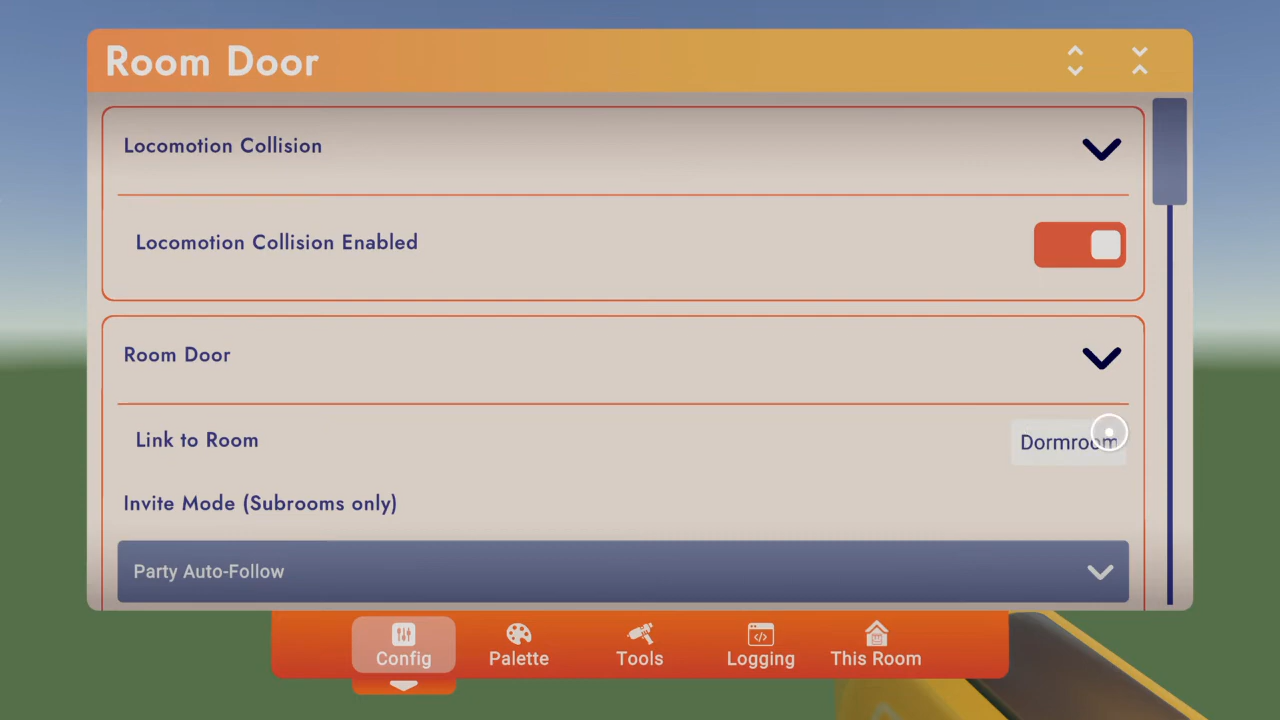 Room Door
Locomotion Collision
Locomotion Collision Enabled
Room Door
Link to Room
Dormroom
Invite Mode (Subrooms only)
Party Auto-Follow
Config
Palette
Tools
Logging
This Room